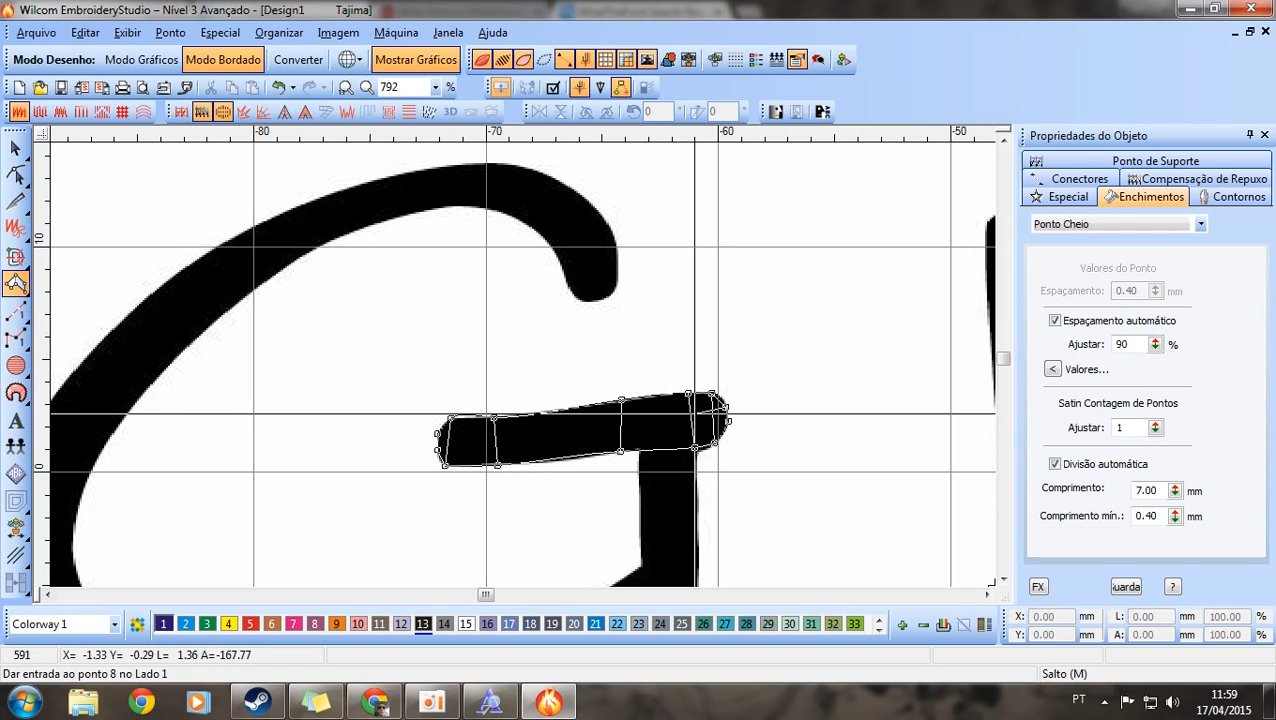 Wilcom EmbroideryStudio – Nível 3 Avançado - [Design1 Tajima]
Arquivo Editar Exibir Ponto Especial Organizar Imagem Máquina Janela Ajuda
Modo Desenho: Modo Gráficos Modo Bordado Converter Mostrar Gráficos
792 %
3D 0 ° 0 °
-80 -70 -60 -50
10
0
Propriedades do Objeto
Ponto de Suporte
Conectores Compensação de Repuxo
Especial Enchimentos Contornos
Ponto Cheio
Valores do Ponto
Espaçamento: 0.40 mm
Espaçamento automático
Ajustar: 90 %
< Valores...
Satin Contagem de Pontos
Ajustar: 1
Divisão automática
Comprimento: 7.00 mm
Comprimento mín.: 0.40 mm
FX uarda ?
Colorway 1 1 2 3 4 5 6 7 8 9 10 11 12 13 14 15 16 17 18 19 20 21 22 23 24 25 26 27 28 29 30 31 32 33
X: 0.00 mm L: 0.00 mm 100.00 %
Y: 0.00 mm A: 0.00 mm 100.00 %
591 X= -1.33 Y= -0.29 L= 1.36 A=-167.77
Dar entrada ao ponto 8 no Lado 1 Salto (M)
PT 11:59
17/04/2015